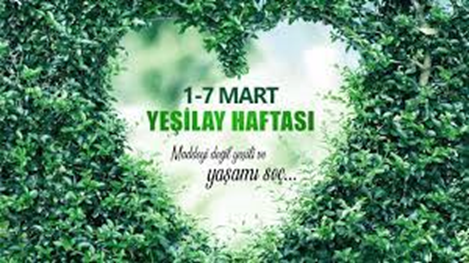 1-7 MART
YEŞİLAY HAFTASI
Maddeyi değil yeşili ve
yaşamı seç...